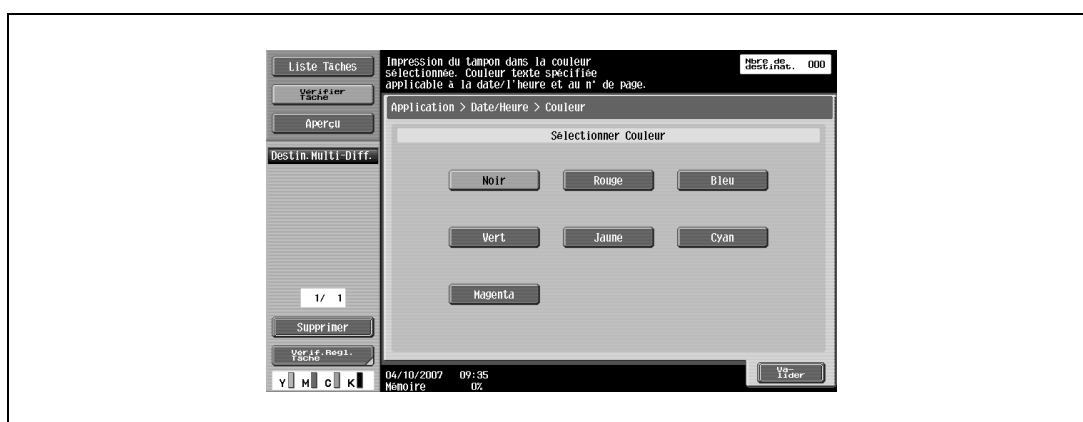 Liste Tâches
Vérifier
Tâche
Aperçu
Destin.Multi-Diff.
1/ 1
Supprimer
Vérif.Régl.
Tâche
Y M C K
Impression du tampon dans la couleur
sélectionnée. Couleur texte spécifiée
applicable à la date/l'heure et au n° de page.
Nbre de
destinat. 000
Application > Date/Heure > Couleur
Sélectionner Couleur
Noir Rouge Bleu
Vert Jaune Cyan
Magenta
04/10/2007 09:35
Mémoire 0%
Va-
lider